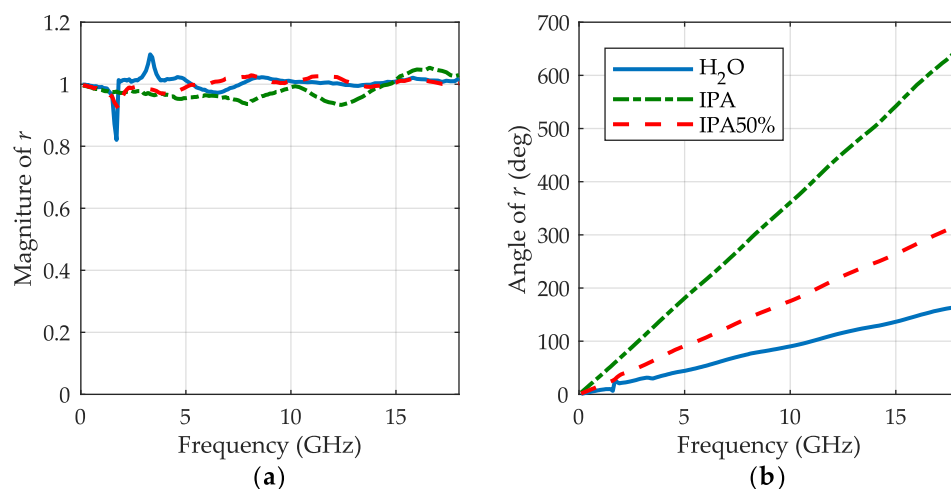 1.2
1
0.8
0.6
0.4
0.2
0
0 5 10 15
Magniture of r
Frequency (GHz)
(a)
700
600
500
400
300
200
100
0
0 5 10 15
Angle of r (deg)
Frequency (GHz)
H₂O
IPA
IPA50%
(b)